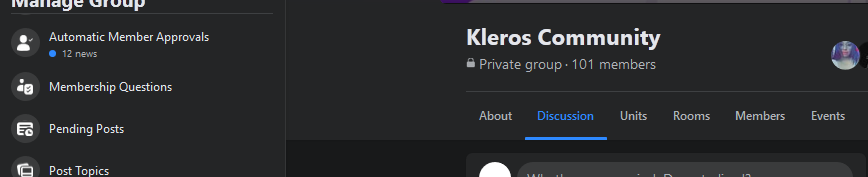 Manage Group
Automatic Member Approvals
12 news
Membership Questions
Pending Posts
Post Topics
Kleros Community
Private group · 101 members
About Discussion Units Rooms Members Events